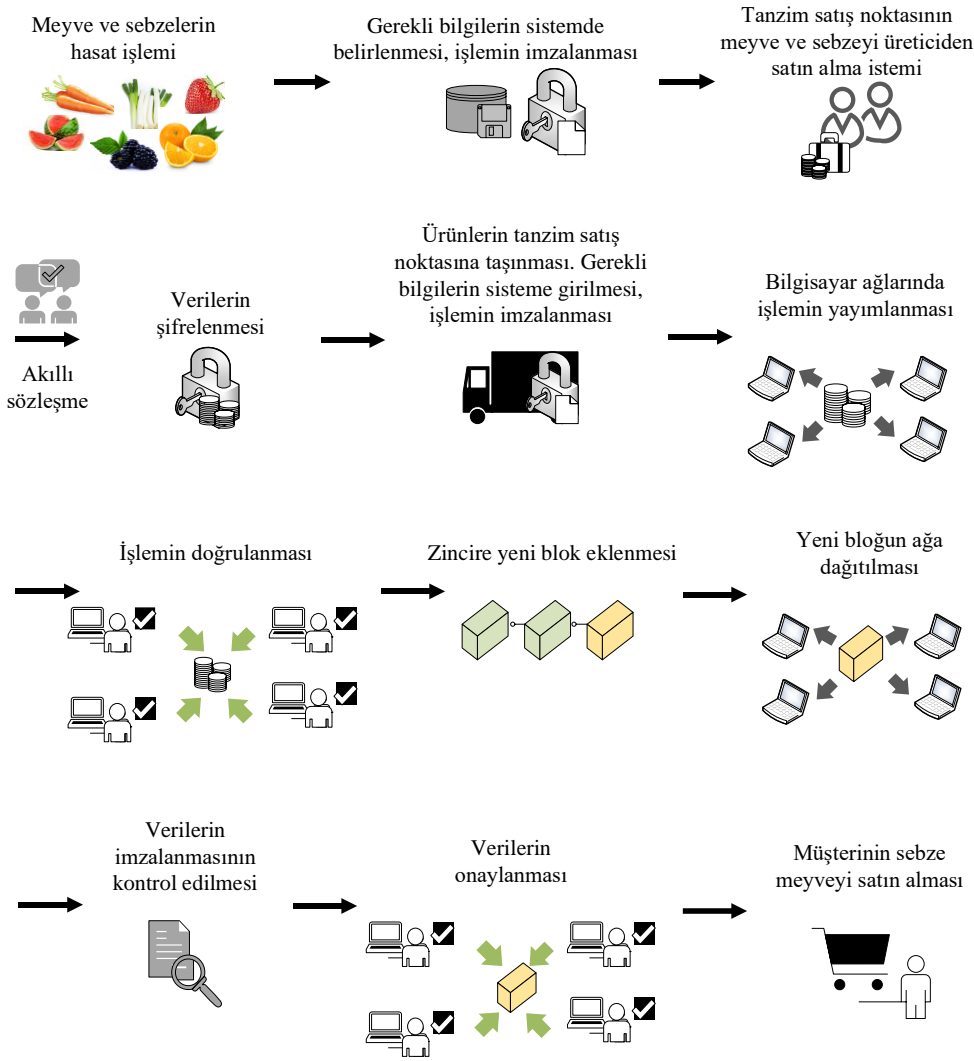 Meyve ve sebzelerin
hasat işlemi
Gerekli bilgilerin sistemde
belirlenmesi, işlemin imzalanması
Tanzim satış noktasının
meyve ve sebzeyi üreticiden
satın alma istemi
Akıllı
sözleşme
Verilerin
şifrelenmesi
Ürünlerin tanzim satış
noktasına taşınması. Gerekli
bilgilerin sisteme girilmesi,
işlemin imzalanması
Bilgisayar ağlarında
işlemin yayımlanması
İşlemin doğrulanması
Zincire yeni blok eklenmesi
Yeni bloğun ağa
dağıtılması
Verilerin
imzalanmasının
kontrol edilmesi
Verilerin
onaylanması
Müşterinin sebze
meyveyi satın alması